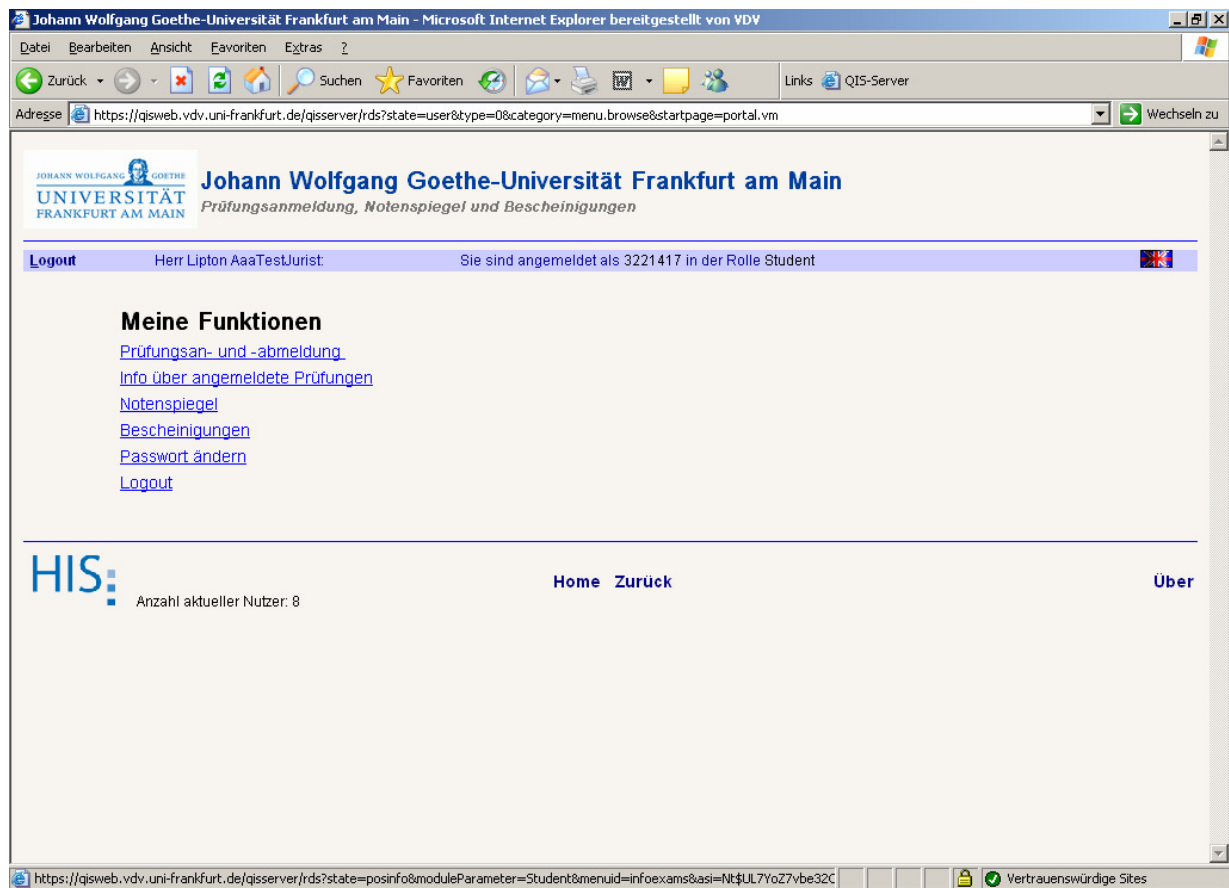 Johann Wolfgang Goethe-Universität Frankfurt am Main - Microsoft Internet Explorer bereitgestellt von VDV
Datei Bearbeiten Ansicht Favoriten Extras ?
Zurück Suchen Favoriten Links QIS-Server
Adresse https://qisweb.vdv.uni-frankfurt.de/qisserver/rds?state=user&type=0&category=menu.browse&startpage=portal.vm Wechseln zu
JOHANN WOLFGANG GOETHE
UNIVERSITÄT
FRANKFURT AM MAIN
Johann Wolfgang Goethe-Universität Frankfurt am Main
Prüfungsanmeldung, Notenspiegel und Bescheinigungen
Logout Herr Lipton AaaTestJurist: Sie sind angemeldet als 3221417 in der Rolle Student
Meine Funktionen
Prüfungsan- und -abmeldung
Info über angemeldete Prüfungen
Notenspiegel
Bescheinigungen
Passwort ändern
Logout
HIS:
Home Zurück Über
Anzahl aktueller Nutzer: 8
https://qisweb.vdv.uni-frankfurt.de/qisserver/rds?state=posinfo&moduleParameter=Student&menuid=infoexams&asi=Nt$UL7YoZ7vbe32C Vertrauenswürdige Sites